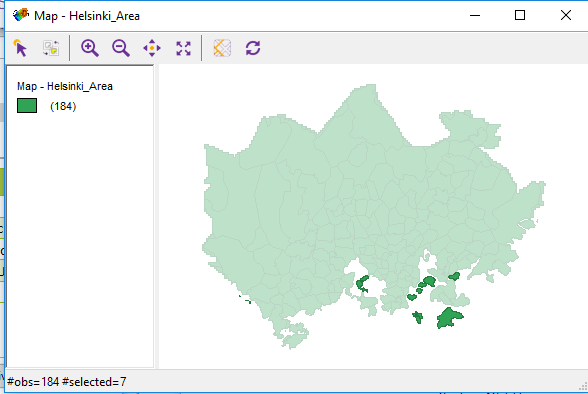 Map - Helsinki_Area
Map - Helsinki_Area
(184)
#obs=184 #selected=7